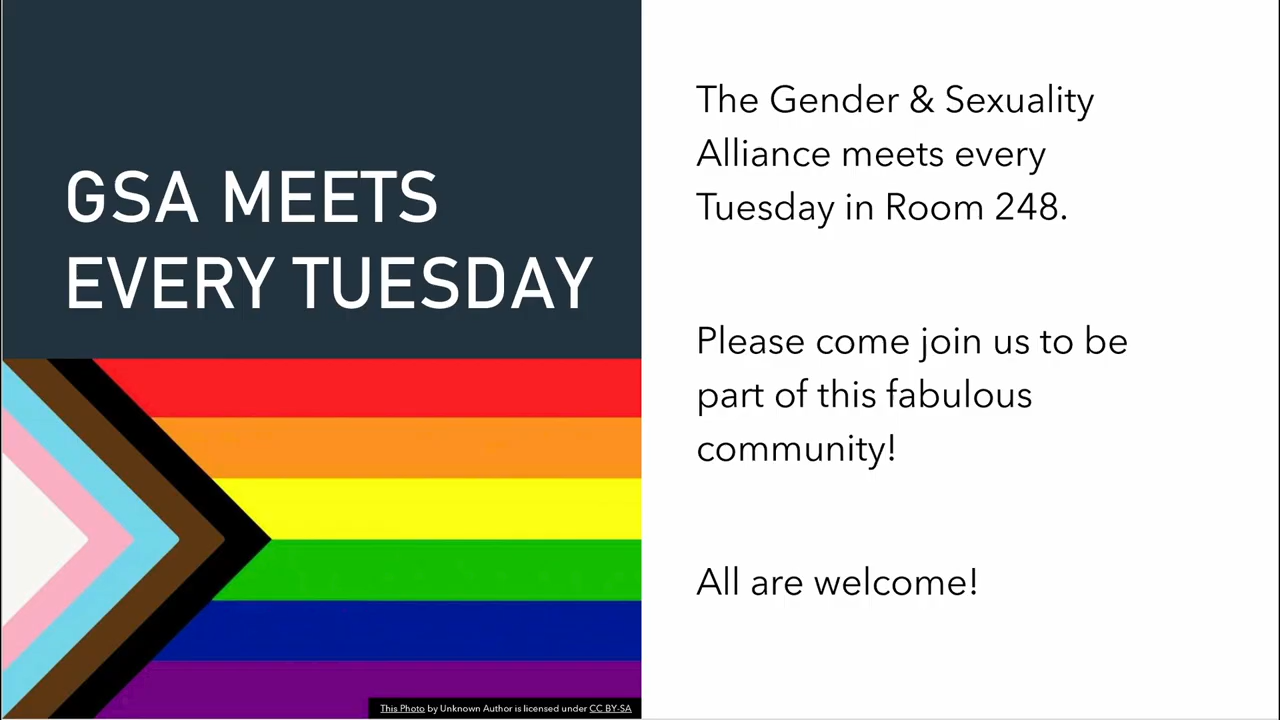 GSA MEETS
EVERY TUESDAY
This Photo by Unknown Author is licensed under CC BY-SA
The Gender & Sexuality
Alliance meets every
Tuesday in Room 248.
Please come join us to be
part of this fabulous
community!
All are welcome!